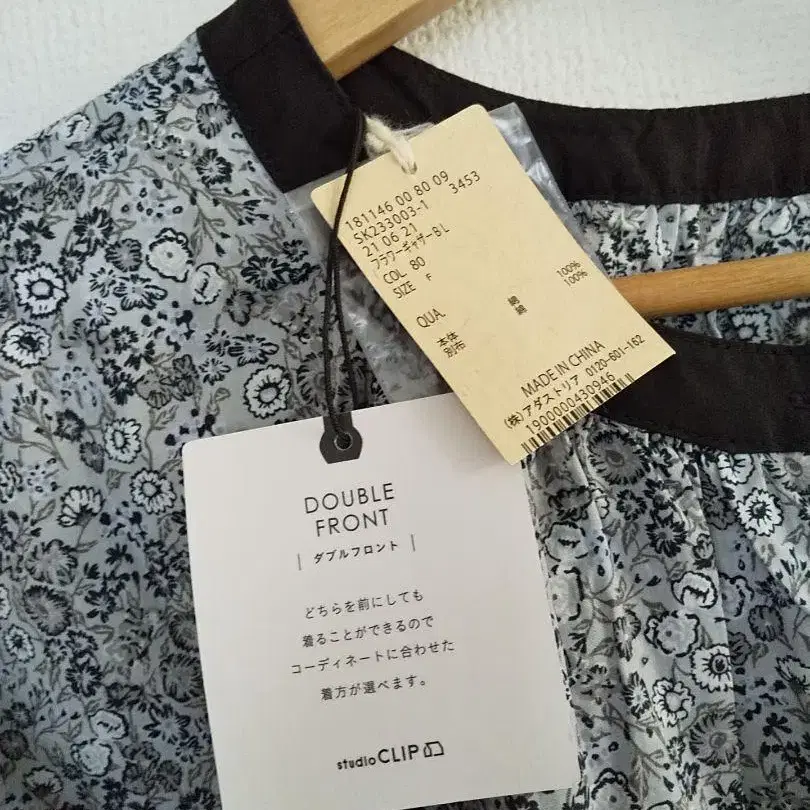 181146 00 80 09
SK233003-1 3453
21 06 21
フラワーギャザーBL
COL 80
SIZE F
QUA.
本体 綿 100%
別布 綿 100%
MADE IN CHINA
(株)アダストリア 0120-601-162
1900000430946
DOUBLE
FRONT
ダブルフロント
どちらを前にしても
着ることができるので
コーディネートに合わせた
着方が選べます。
studio CLIP